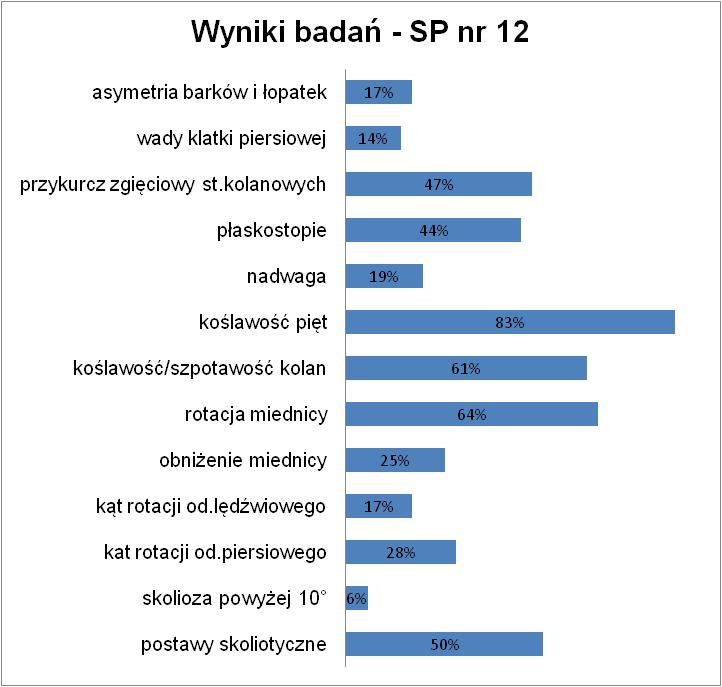 Wyniki badań - SP nr 12
asymetria barków i łopatek 17%
wady klatki piersiowej 14%
przykurcz zgięciowy st.kolanowych 47%
płaskostopie 44%
nadwaga 19%
koślawość pięt 83%
koślawość/szpotawość kolan 61%
rotacja miednicy 64%
obniżenie miednicy 25%
kąt rotacji od.lędźwiowego 17%
kat rotacji od.piersiowego 28%
skolioza powyżej 10° 6%
postawy skoliotyczne 50%